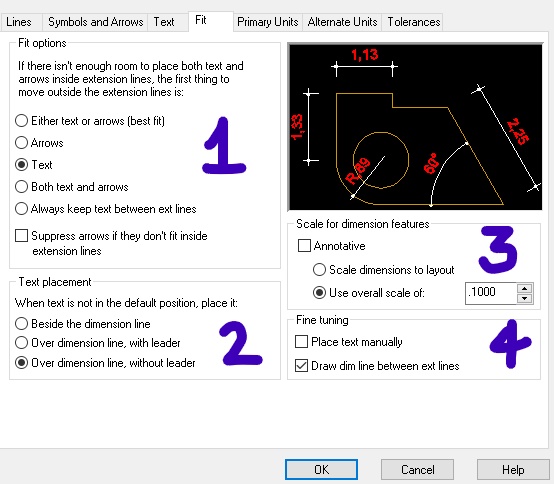 Lines Symbols and Arrows Text Fit Primary Units Alternate Units Tolerances
Fit options
If there isn't enough room to place both text and
arrows inside extension lines, the first thing to
move outside the extension lines is:
Either text or arrows (best fit)
Arrows
Text
Both text and arrows
Always keep text between ext lines
Suppress arrows if they don't fit inside
extension lines
1
Text placement
When text is not in the default position, place it:
Beside the dimension line
Over dimension line, with leader
Over dimension line, without leader
2
1,13
1,33
2,25
60°
R,69
Scale for dimension features
Annotative
Scale dimensions to layout
Use overall scale of: .1000
3
Fine tuning
Place text manually
Draw dim line between ext lines
4
OK Cancel Help